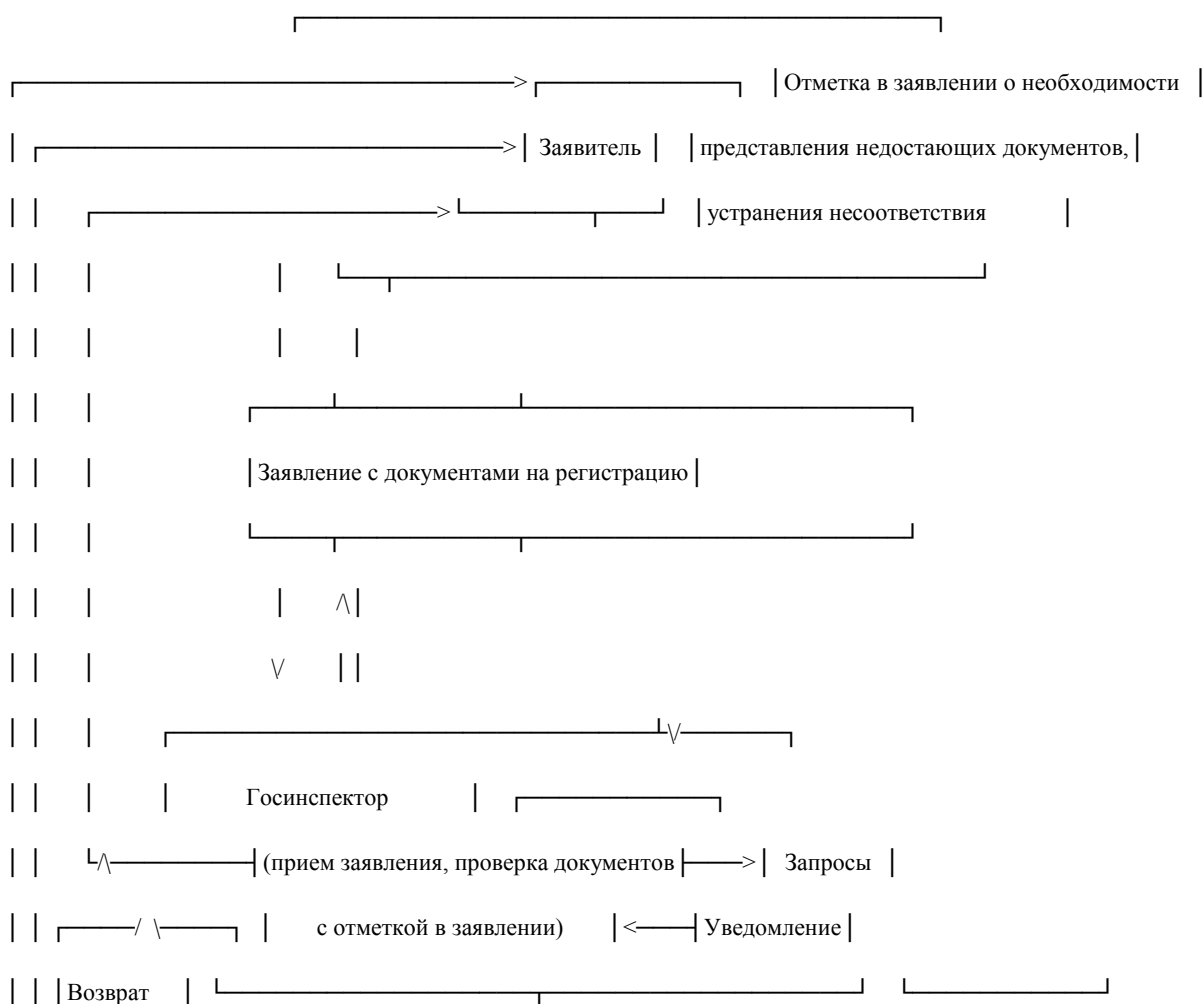 Отметка в заявлении о необходимости
Заявитель представления недостающих документов,
устранения несоответствия
Заявление с документами на регистрацию
Госинспектор
(прием заявления, проверка документов Запросы
с отметкой в заявлении) Уведомление
Возврат